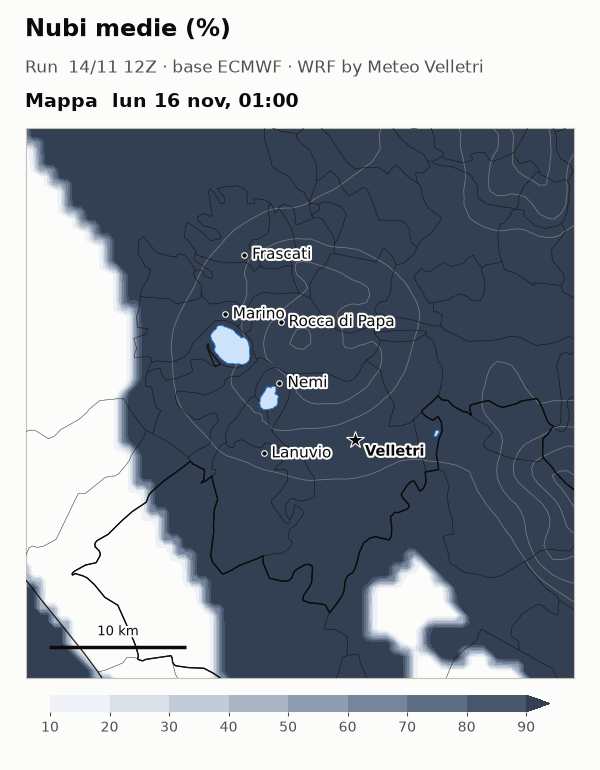 Nubi medie (%)
Run  14/11 12Z · base ECMWF · WRF by Meteo Velletri
Mappa  lun 16 nov, 01:00
Frascati
Marino
Rocca di Papa
Nemi
Velletri
Lanuvio
10 km
10 20 30 40 50 60 70 80 90